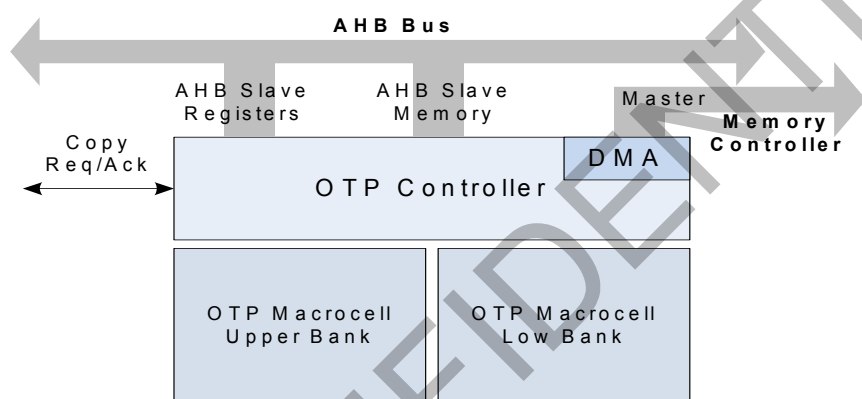 AHB Bus
AHB Slave
Registers
AHB Slave
Memory
Master
Memory
Controller
Copy
Req/Ack
DMA
OTP Controller
OTP Macrocell
Upper Bank
OTP Macrocell
Low Bank